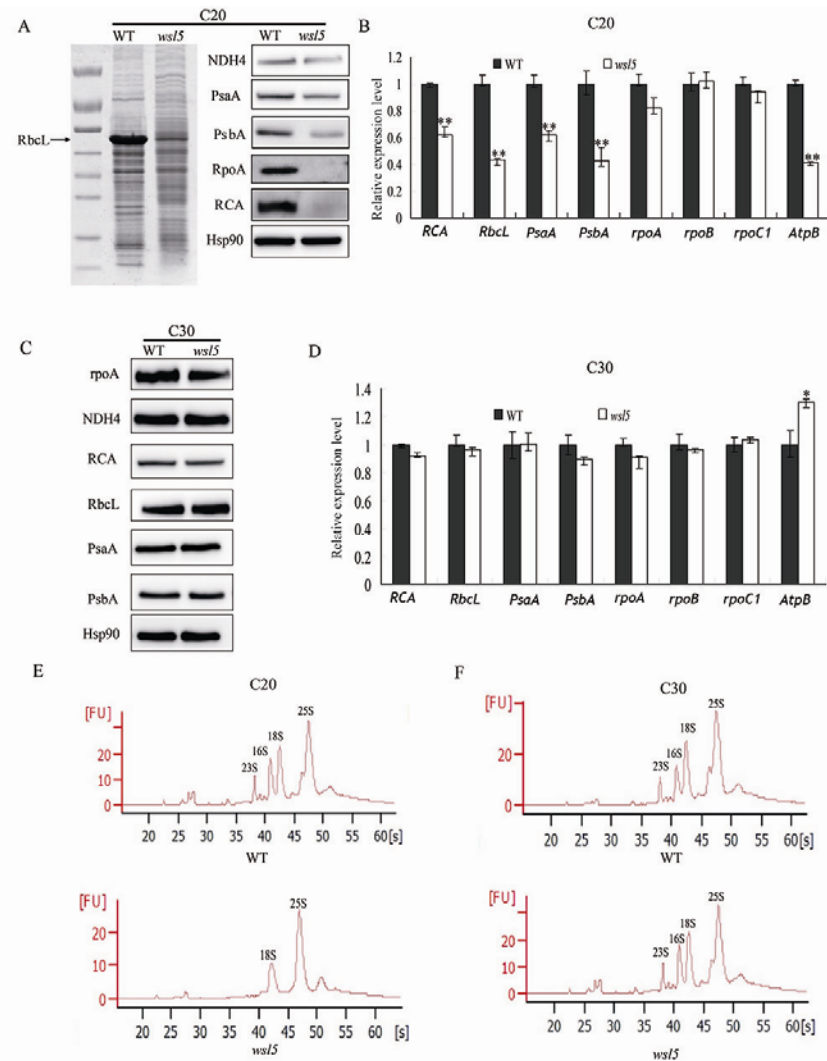 A
C20
WT wsl5
RbcL
WT wsl5
NDH4
PsaA
PsbA
RpoA
RCA
Hsp90
B
C20
WT wsl5
Relative expression level
1.2
1
0.8
0.6
0.4
0.2
0
** ** ** ** **
RCA RbcL PsaA PsbA rpoA rpoB rpoC1 AtpB
C
C30
WT wsl5
rpoA
NDH4
RCA
RbcL
PsaA
PsbA
Hsp90
D
C30
WT wsl5
Relative expression level
1.4
1.2
1
0.8
0.6
0.4
0.2
0
*
RCA RbcL PsaA PsbA rpoA rpoB rpoC1 AtpB
E
C20
[FU]
20
10
0
23S 16S 18S 25S
20 25 30 35 40 45 50 55 60[s]
WT
[FU]
20
10
0
18S 25S
20 25 30 35 40 45 50 55 60 [s]
wsl5
F
C30
[FU]
20
10
0
23S 16S 18S 25S
20 25 30 35 40 45 50 55 60[s]
WT
[FU]
20
10
0
23S 16S 18S 25S
20 25 30 35 40 45 50 55 60 [s]
wsl5